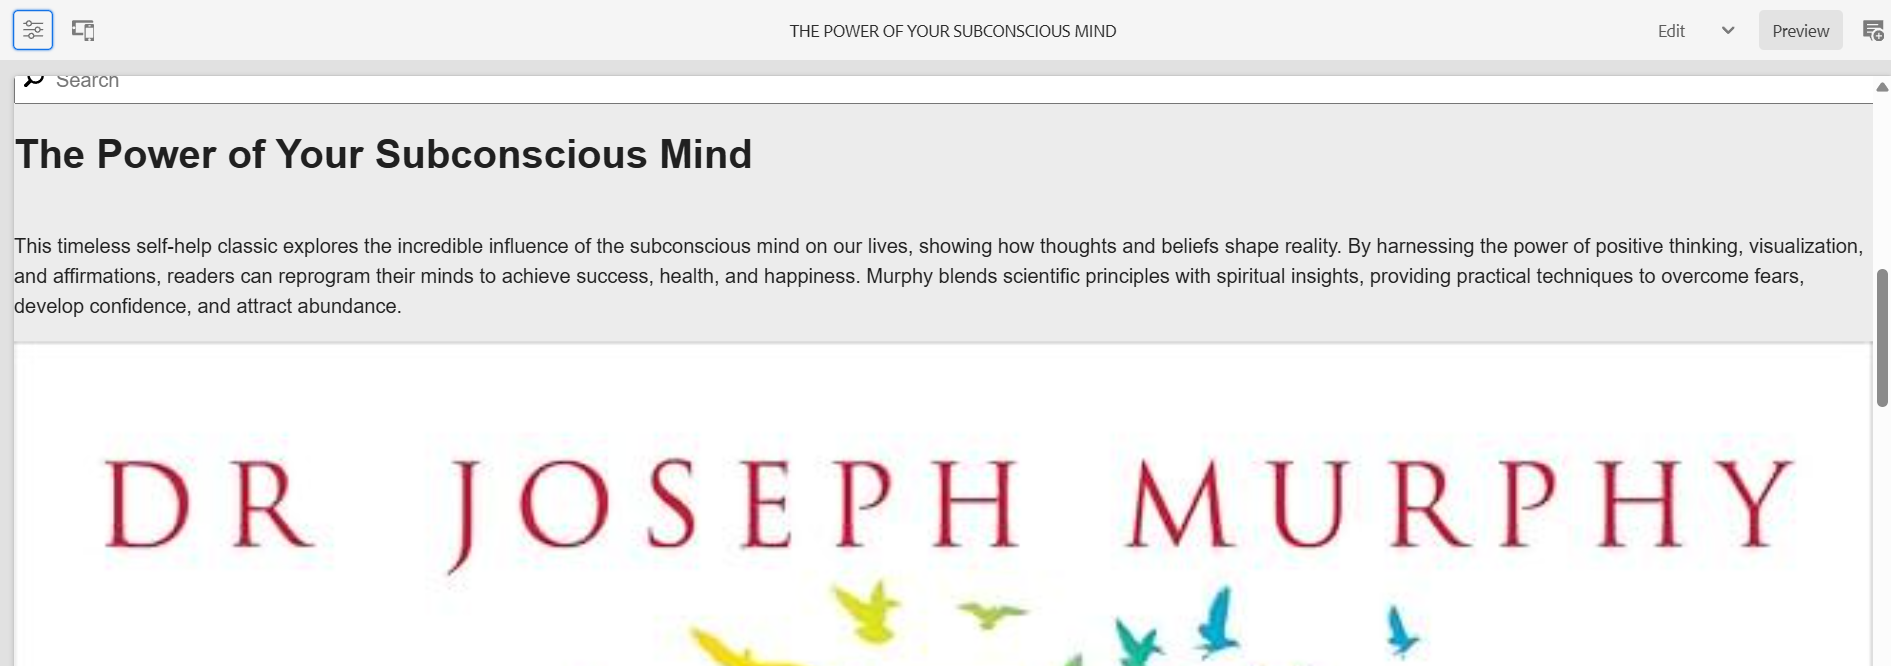 THE POWER OF YOUR SUBCONSCIOUS MIND
Edit
Preview
Search
The Power of Your Subconscious Mind
This timeless self-help classic explores the incredible influence of the subconscious mind on our lives, showing how thoughts and beliefs shape reality. By harnessing the power of positive thinking, visualization,
and affirmations, readers can reprogram their minds to achieve success, health, and happiness. Murphy blends scientific principles with spiritual insights, providing practical techniques to overcome fears,
develop confidence, and attract abundance.
DR JOSEPH MURPHY